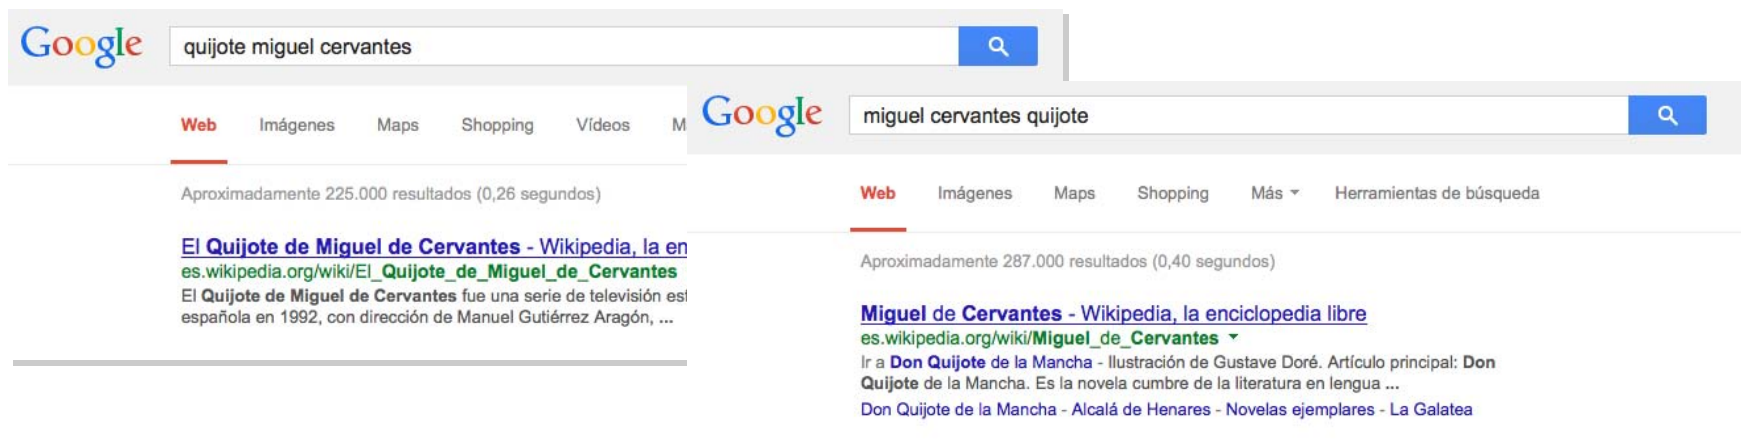 Google quijote miguel cervantes
Web Imágenes Maps Shopping Vídeos M
Aproximadamente 225.000 resultados (0,26 segundos)
El Quijote de Miguel de Cervantes - Wikipedia, la en
es.wikipedia.org/wiki/El_Quijote_de_Miguel_de_Cervantes
El Quijote de Miguel de Cervantes fue una serie de televisión es
española en 1992, con dirección de Manuel Gutiérrez Aragón, ...
Google miguel cervantes quijote
Web Imágenes Maps Shopping Más Herramientas de búsqueda
Aproximadamente 287.000 resultados (0,40 segundos)
Miguel de Cervantes - Wikipedia, la enciclopedia libre
es.wikipedia.org/wiki/Miguel_de_Cervantes
Ir a Don Quijote de la Mancha - Ilustración de Gustave Doré. Artículo principal: Don
Quijote de la Mancha. Es la novela cumbre de la literatura en lengua ...
Don Quijote de la Mancha - Alcalá de Henares - Novelas ejemplares - La Galatea